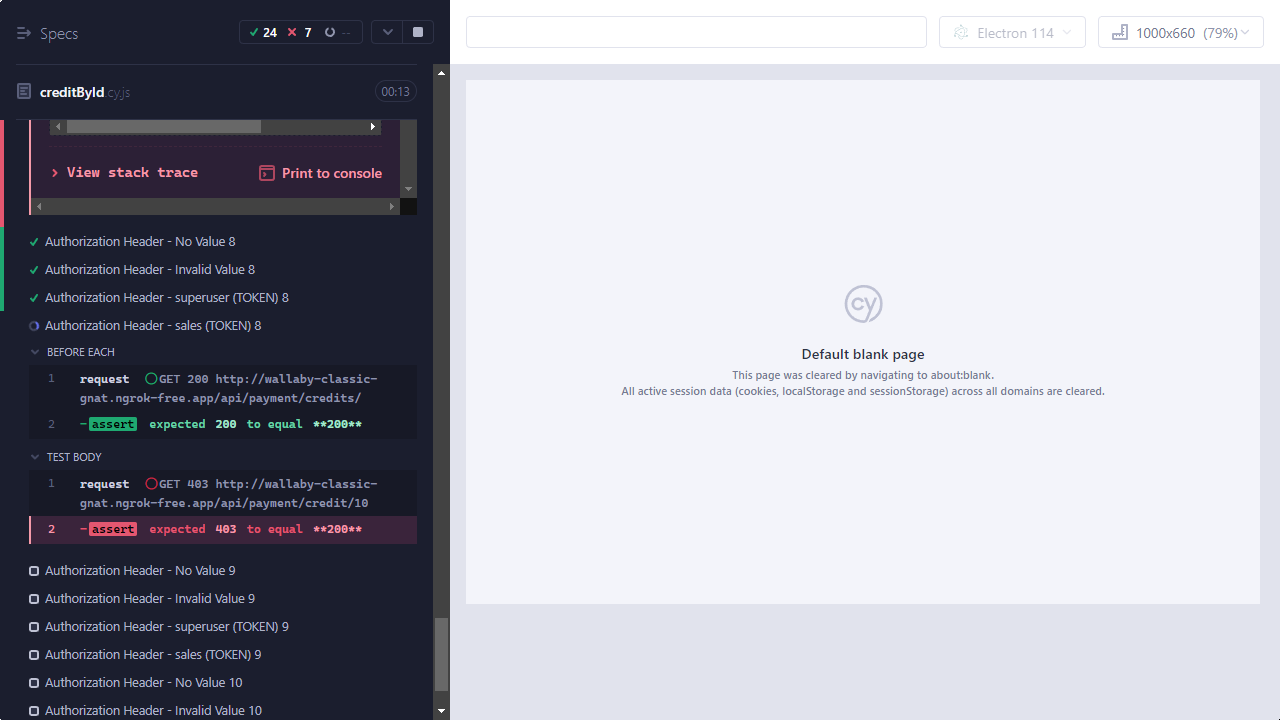 Specs
24 7 --
Electron 114
1000x660 (79%)
creditById.cy.js
00:13
View stack trace
Print to console
Authorization Header - No Value 8
Authorization Header - Invalid Value 8
Authorization Header - superuser (TOKEN) 8
Authorization Header - sales (TOKEN) 8
BEFORE EACH
1 request GET 200 http://wallaby-classic-
gnat.ngrok-free.app/api/payment/credits/
2 -assert expected 200 to equal **200**
TEST BODY
1 request GET 403 http://wallaby-classic-
gnat.ngrok-free.app/api/payment/credit/10
2 -assert expected 403 to equal **200**
Authorization Header - No Value 9
Authorization Header - Invalid Value 9
Authorization Header - superuser (TOKEN) 9
Authorization Header - sales (TOKEN) 9
Authorization Header - No Value 10
Authorization Header - Invalid Value 10
cy
Default blank page
This page was cleared by navigating to about:blank.
All active session data (cookies, localStorage and sessionStorage) across all domains are cleared.